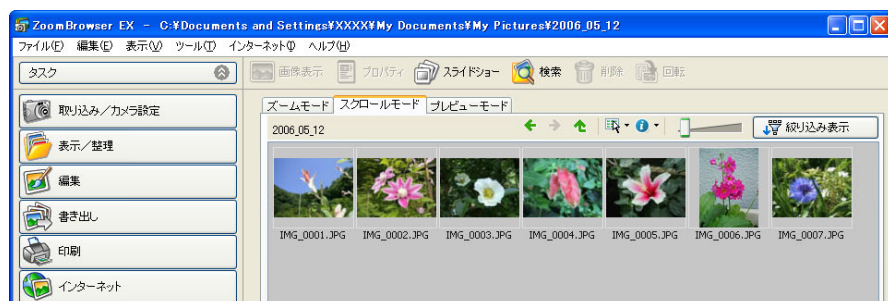 ZoomBrowser EX - C:¥Documents and Settings¥XXXX¥My Documents¥My Pictures¥2006_05_12
ファイル(F) 編集(E) 表示(V) ツール(T) インターネット(I) ヘルプ(H)
タスク
画像表示 プロパティ スライドショー 検索 削除 回転
取り込み／カメラ設定
表示／整理
編集
書き出し
印刷
インターネット
ズームモード スクロールモード プレビューモード
2006_05_12
絞り込み表示
IMG_0001.JPG IMG_0002.JPG IMG_0003.JPG IMG_0004.JPG IMG_0005.JPG IMG_0006.JPG IMG_0007.JPG